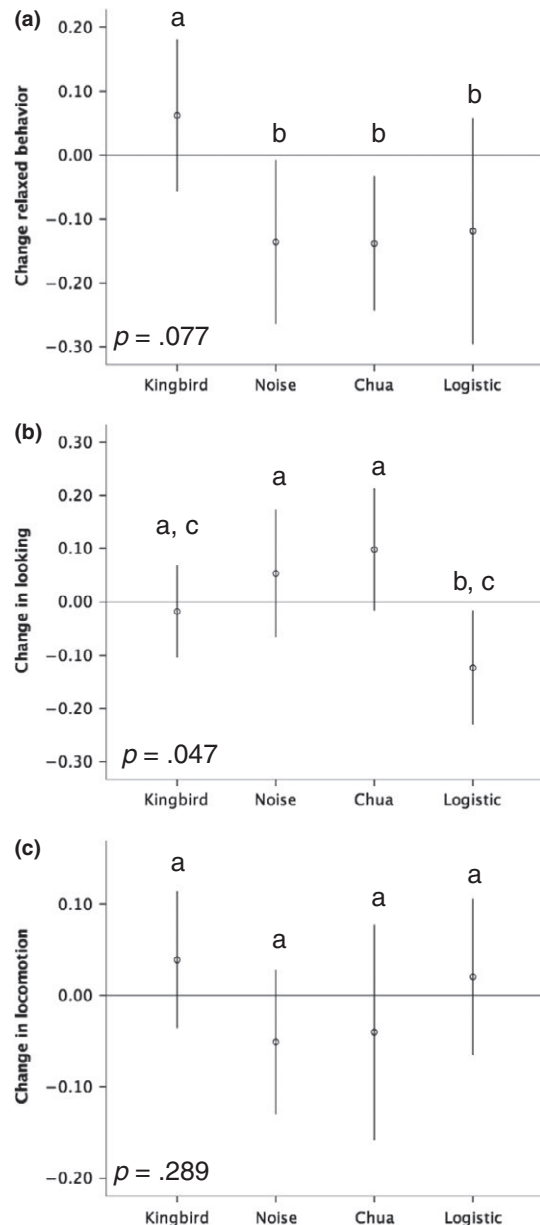 (a)
Change relaxed behavior
0.20
0.10
0.00
−0.10
−0.20
−0.30
a
b
b
b
p = .077
Kingbird Noise Chua Logistic
(b)
Change in looking
0.30
0.20
0.10
0.00
−0.10
−0.20
−0.30
a, c
a
a
b, c
p = .047
Kingbird Noise Chua Logistic
(c)
Change in locomotion
0.10
0.00
−0.10
−0.20
a
a
a
a
p = .289
Kingbird Noise Chua Logistic